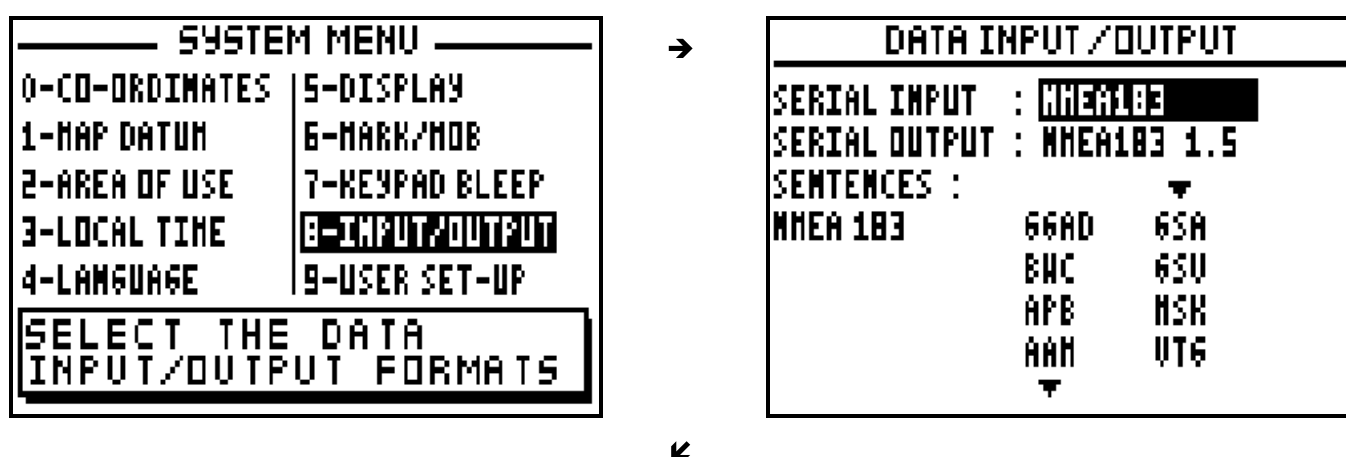 SYSTEM MENU
0-CO-ORDINATES 5-DISPLAY
1-MAP DATUM 6-MARK/MOB
2-AREA OF USE 7-KEYPAD BLEEP
3-LOCAL TIME 8-INPUT/OUTPUT
4-LANGUAGE 9-USER SET-UP
SELECT THE DATA
INPUT/OUTPUT FORMATS
DATA INPUT/OUTPUT
SERIAL INPUT : NMEA183
SERIAL OUTPUT : NMEA183 1.5
SENTENCES :
NMEA 183 GGAD GSA
BWC GSV
APB MSK
AAM VTG